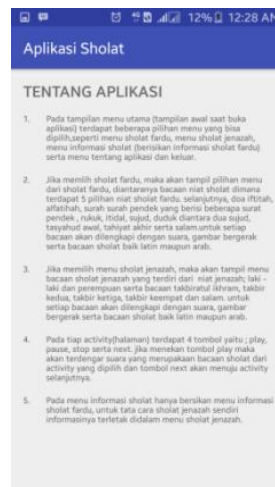 12% 12:28 AM
Aplikasi Sholat
TENTANG APLIKASI
1. Pada tampilan menu utama (tampilan awal saat buka
aplikasi) terdapat beberapa pilihan menu yang bisa
dipilih,seperti menu sholat fardu, menu sholat jenazah,
menu informasi sholat (berisikan informasi sholat fardu)
serta menu tentang aplikasi dan keluar.
2. Jika memilih sholat fardu, maka akan tampil pilihan menu
dari sholat fardu, diantaranya bacaan niat sholat dimana
terdapat 5 pilihan niat sholat fardu. selanjutnya, doa iftitah,
alfatihah, surah pendek yang berisi beberapa surat
pendek , rukuk, itidal, sujud, duduk diantara dua sujud,
tasyahud awal, tahiyat akhir serta salam.untuk setiap
bacaan akan dilengkapi dengan suara, gambar bergerak
serta bacaan sholat baik latin maupun arab.
3. Jika memilih menu sholat jenazah, maka akan tampil menu
bacaan sholat jenazah yang terdiri dari niat jenazah; laki -
laki dan perempuan serta bacaan takbiratul ikhram, takbir
kedua, takbir ketiga, takbir keempat dan salam. untuk
setiap bacaan akan dilengkapi dengan suara, gambar
bergerak serta bacaan sholat baik latin maupun arab.
4. Pada tiap activity(halaman) terdapat 4 tombol yaitu ; play,
pause, stop serta next. jika menekan tombol play maka
akan terdengar suara yang merupakaan bacaan sholat dari
activity yang dipilih dan tombol next akan menuju activity
selanjutnya.
5. Pada menu informasi sholat hanya bersikan menu informasi
sholat fardu, untuk tata cara sholat jenazah sendiri
informasinya terletak didalam menu sholat jenazah.